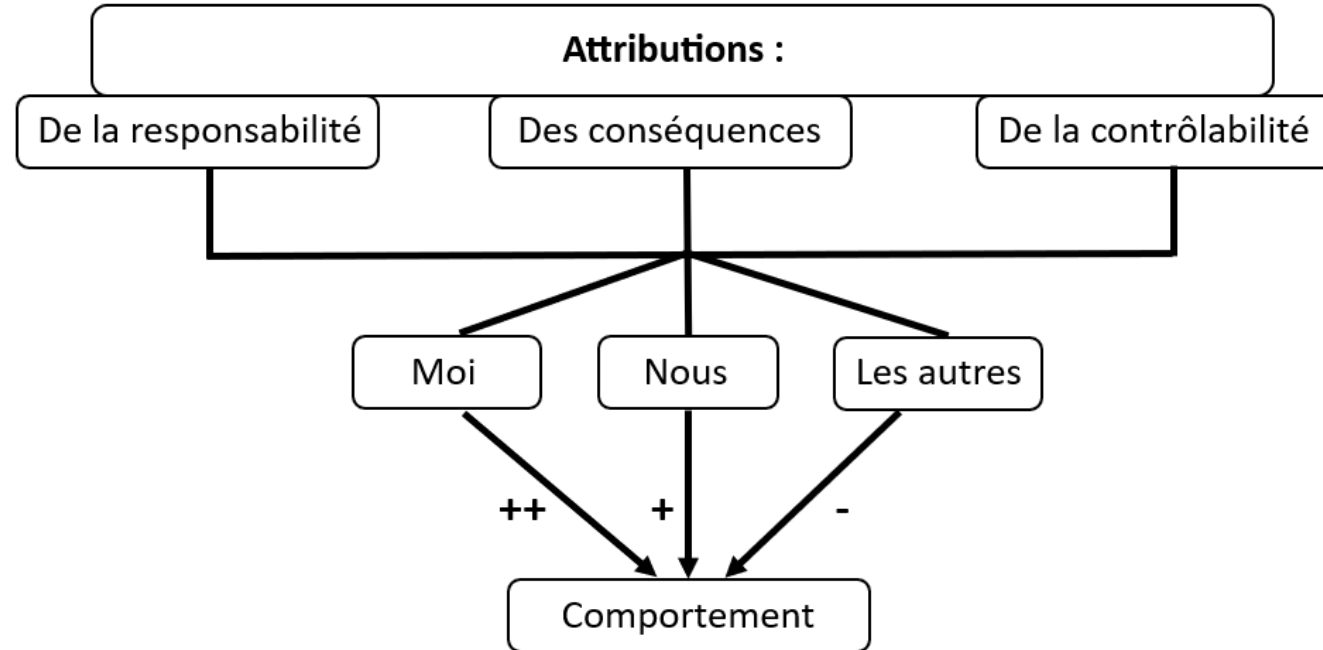 Attributions :
De la responsabilité
Des conséquences
De la contrôlabilité
Moi
Nous
Les autres
++
+
-
Comportement